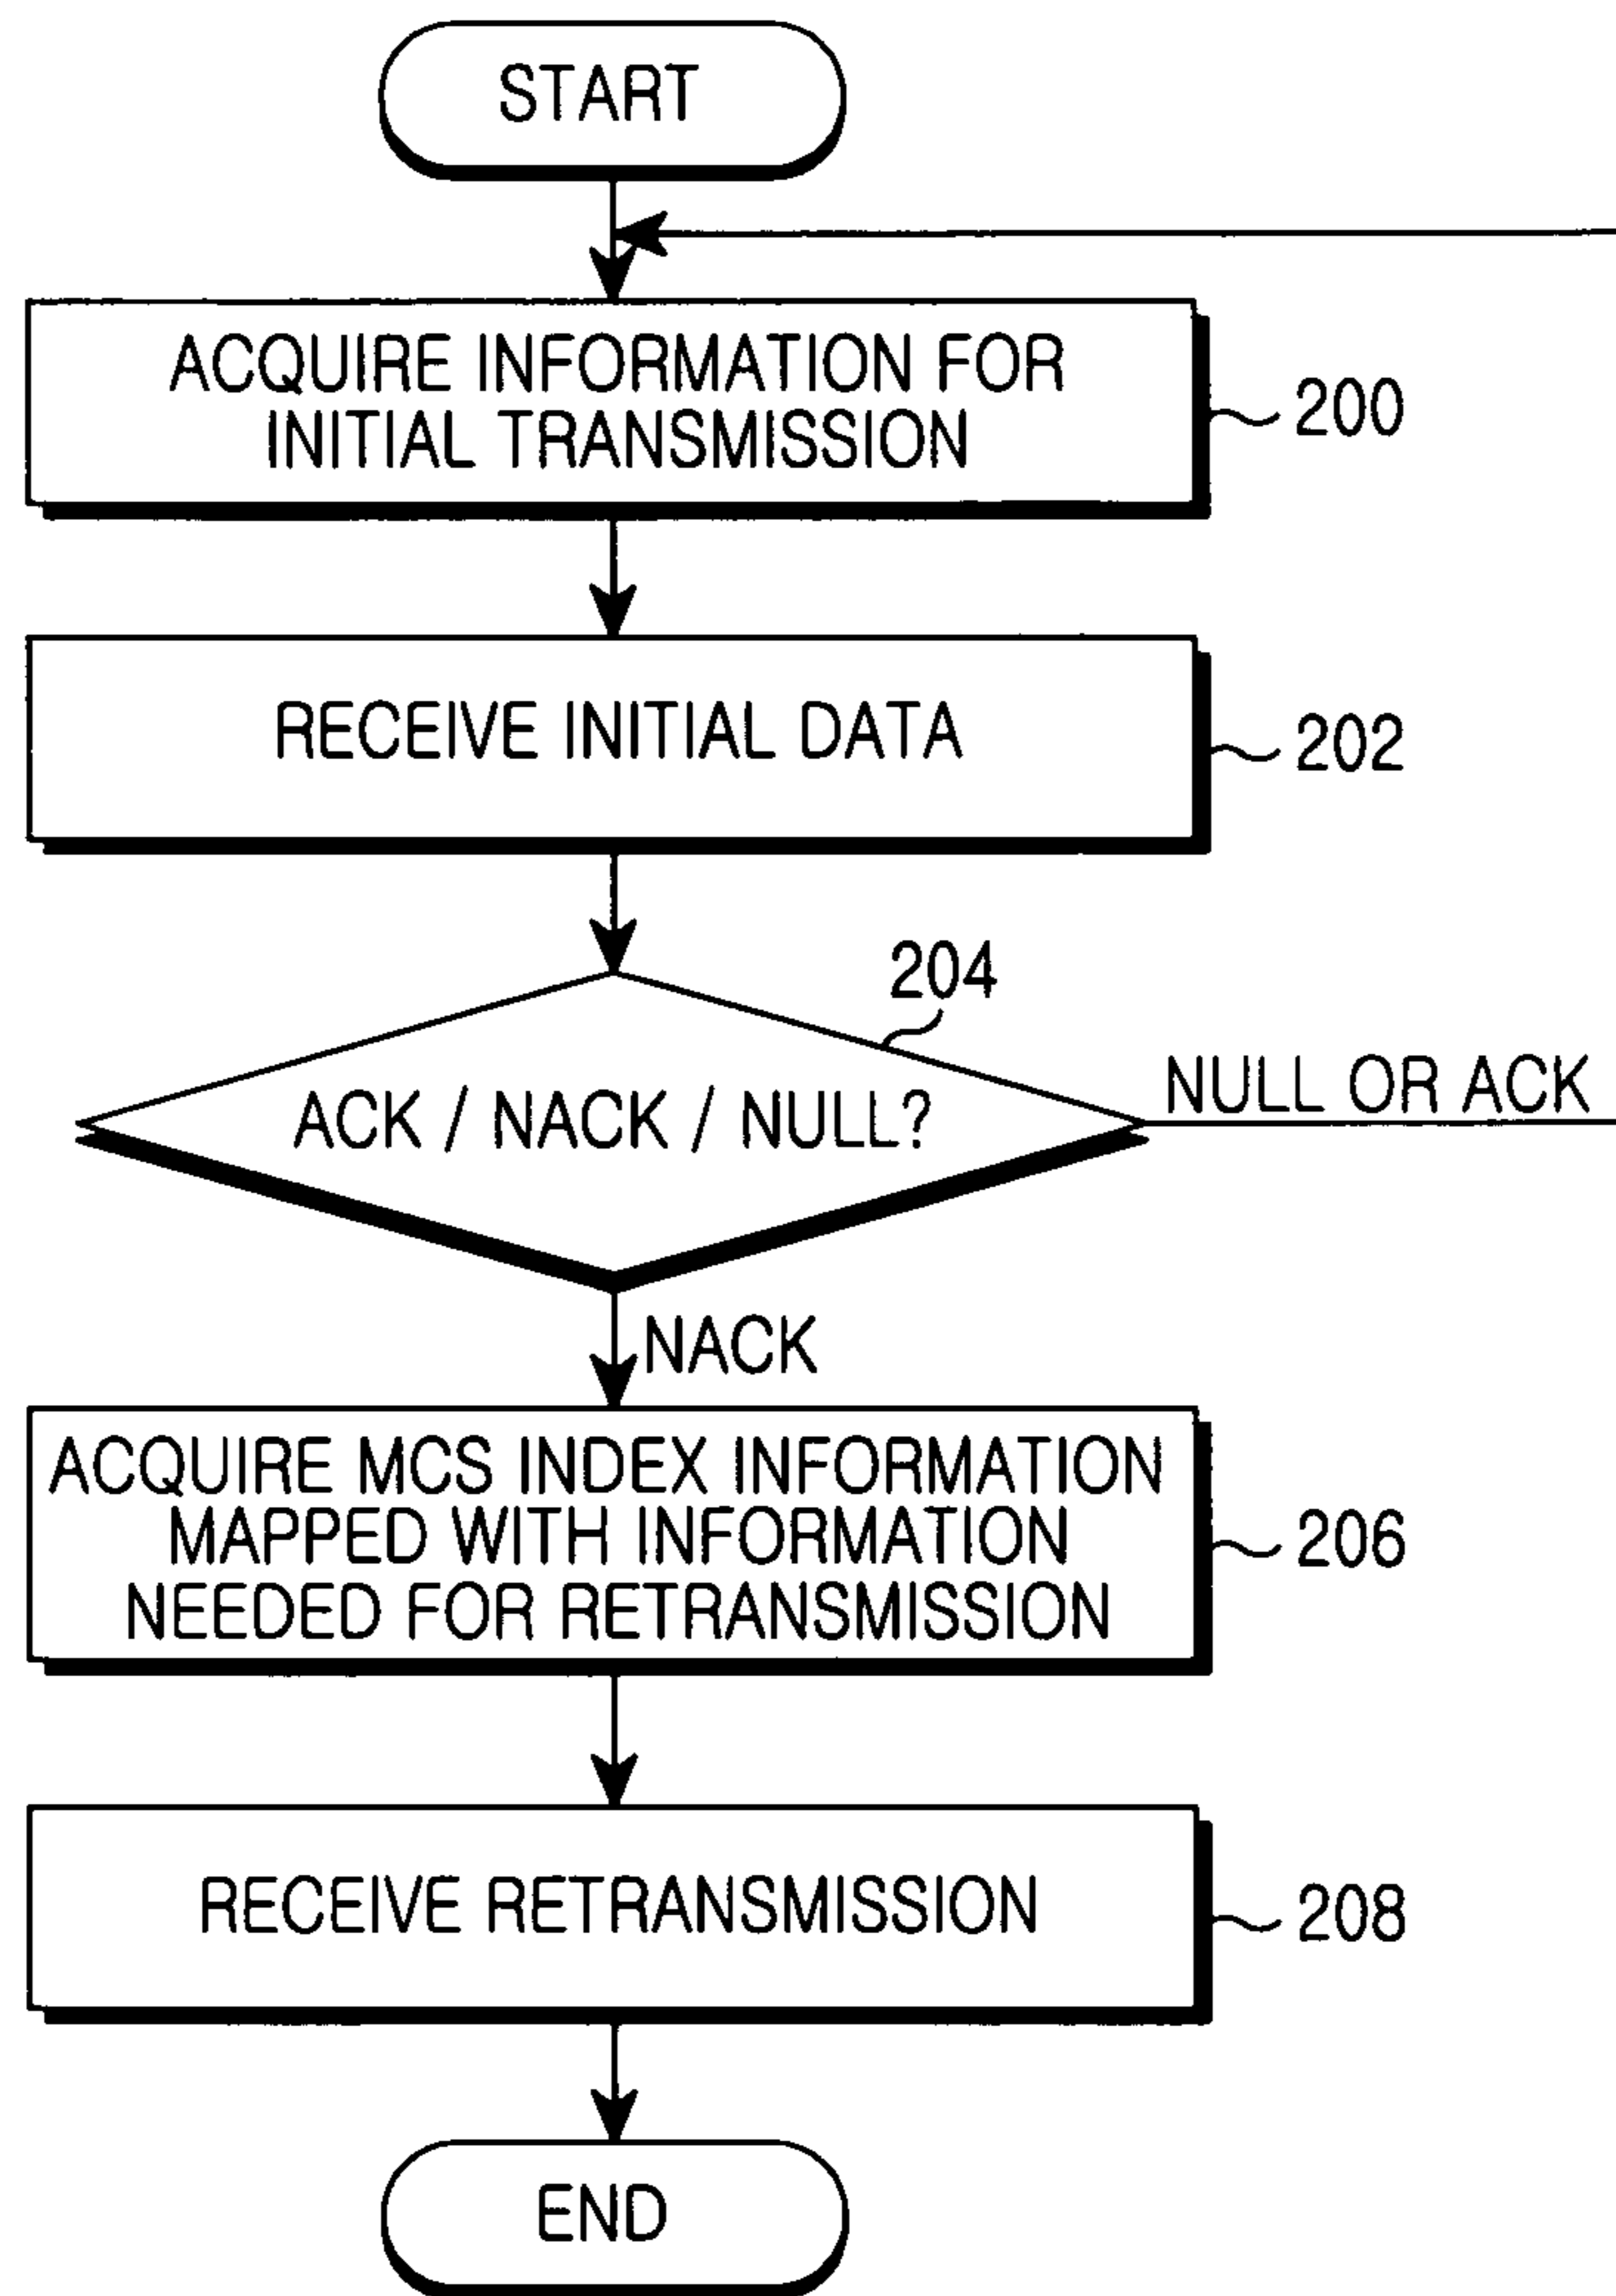 START
ACQUIRE INFORMATION FOR
INITIAL TRANSMISSION
200
RECEIVE INITIAL DATA
202
204
ACK / NACK / NULL?
NULL OR ACK
NACK
ACQUIRE MCS INDEX INFORMATION
MAPPED WITH INFORMATION
NEEDED FOR RETRANSMISSION
206
RECEIVE RETRANSMISSION
208
END